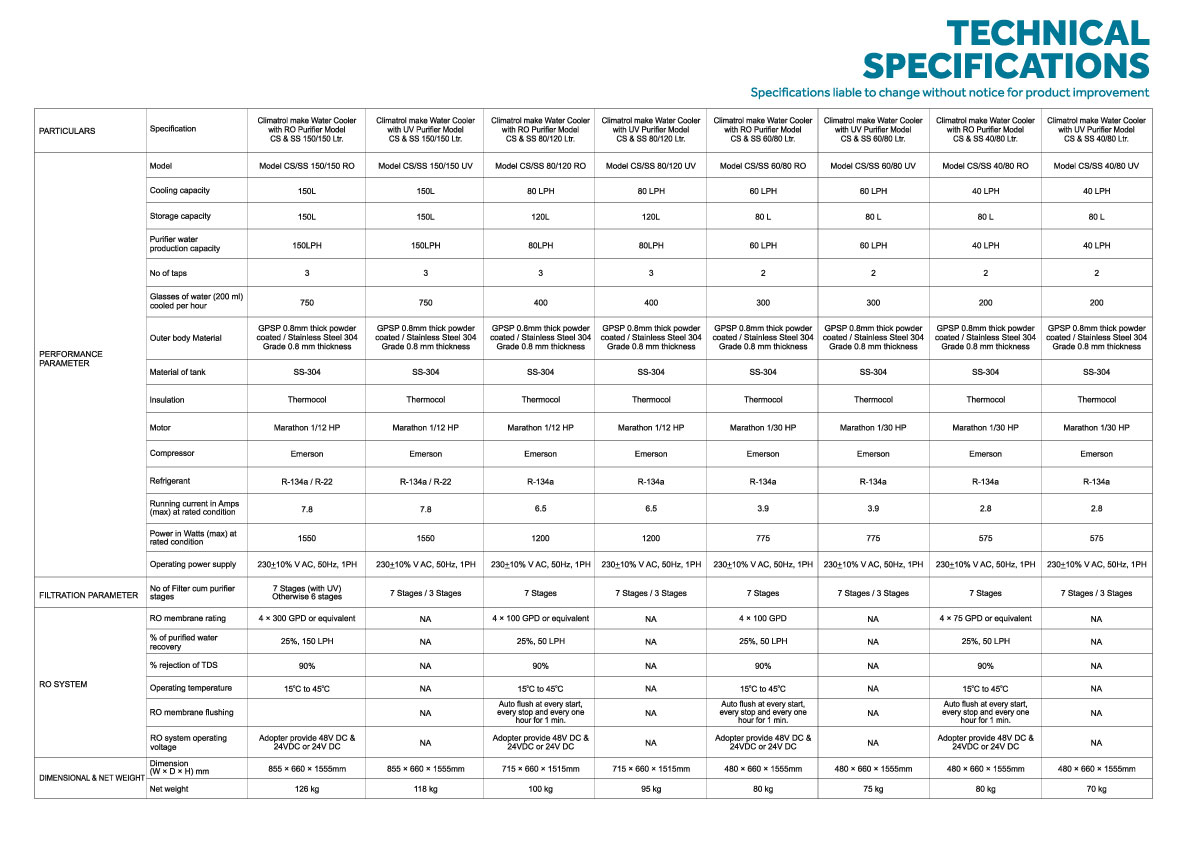 TECHNICAL
SPECIFICATIONS
Specifications liable to change without notice for product improvement
PARTICULARS Specification Climatrol make Water Cooler with RO Purifier Model CS & SS 150/150 Ltr. Climatrol make Water Cooler with UV Purifier Model CS & SS 150/150 Ltr. Climatrol make Water Cooler with RO Purifier Model CS & SS 80/120 Ltr. Climatrol make Water Cooler with UV Purifier Model CS & SS 80/120 Ltr. Climatrol make Water Cooler with RO Purifier Model CS & SS 60/80 Ltr. Climatrol make Water Cooler with UV Purifier Model CS & SS 60/80 Ltr. Climatrol make Water Cooler with RO Purifier Model CS & SS 40/80 Ltr. Climatrol make Water Cooler with UV Purifier Model CS & SS 40/80 Ltr.
PERFORMANCE PARAMETER
Model Model CS/SS 150/150 RO Model CS/SS 150/150 UV Model CS/SS 80/120 RO Model CS/SS 80/120 UV Model CS/SS 60/80 RO Model CS/SS 60/80 UV Model CS/SS 40/80 RO Model CS/SS 40/80 UV
Cooling capacity 150L 150L 80 LPH 80 LPH 60 LPH 60 LPH 40 LPH 40 LPH
Storage capacity 150L 150L 120L 120L 80 L 80 L 80 L 80 L
Purifier water production capacity 150LPH 150LPH 80LPH 80LPH 60 LPH 60 LPH 40 LPH 40 LPH
No of taps 3 3 3 3 2 2 2 2
Glasses of water (200 ml) cooled per hour 750 750 400 400 300 300 200 200
Outer body Material GPSP 0.8mm thick powder coated / Stainless Steel 304 Grade 0.8 mm thickness GPSP 0.8mm thick powder coated / Stainless Steel 304 Grade 0.8 mm thickness GPSP 0.8mm thick powder coated / Stainless Steel 304 Grade 0.8 mm thickness GPSP 0.8mm thick powder coated / Stainless Steel 304 Grade 0.8 mm thickness GPSP 0.8mm thick powder coated / Stainless Steel 304 Grade 0.8 mm thickness GPSP 0.8mm thick powder coated / Stainless Steel 304 Grade 0.8 mm thickness GPSP 0.8mm thick powder coated / Stainless Steel 304 Grade 0.8 mm thickness GPSP 0.8mm thick powder coated / Stainless Steel 304 Grade 0.8 mm thickness
Material of tank SS-304 SS-304 SS-304 SS-304 SS-304 SS-304 SS-304 SS-304
Insulation Thermocol Thermocol Thermocol Thermocol Thermocol Thermocol Thermocol Thermocol
Motor Marathon 1/12 HP Marathon 1/12 HP Marathon 1/12 HP Marathon 1/12 HP Marathon 1/30 HP Marathon 1/30 HP Marathon 1/30 HP Marathon 1/30 HP
Compressor Emerson Emerson Emerson Emerson Emerson Emerson Emerson Emerson
Refrigerant R-134a / R-22 R-134a / R-22 R-134a R-134a R-134a R-134a R-134a R-134a
Running current in Amps (max) at rated condition 7.8 7.8 6.5 6.5 3.9 3.9 2.8 2.8
Power in Watts (max) at rated condition 1550 1550 1200 1200 775 775 575 575
Operating power supply 230±10% V AC, 50Hz, 1PH 230±10% V AC, 50Hz, 1PH 230±10% V AC, 50Hz, 1PH 230±10% V AC, 50Hz, 1PH 230±10% V AC, 50Hz, 1PH 230±10% V AC, 50Hz, 1PH 230±10% V AC, 50Hz, 1PH 230±10% V AC, 50Hz, 1PH
FILTRATION PARAMETER No of Filter cum purifier stages 7 Stages (with UV) Otherwise 6 stages 7 Stages / 3 Stages 7 Stages 7 Stages / 3 Stages 7 Stages 7 Stages / 3 Stages 7 Stages 7 Stages / 3 Stages
RO SYSTEM
RO membrane rating 4 × 300 GPD or equivalent NA 4 × 100 GPD or equivalent NA 4 × 100 GPD NA 4 × 75 GPD or equivalent NA
% of purified water recovery 25%, 150 LPH NA 25%, 50 LPH NA 25%, 50 LPH NA 25%, 50 LPH NA
% rejection of TDS 90% NA 90% NA 90% NA 90% NA
Operating temperature 15°C to 45°C NA 15°C to 45°C NA 15°C to 45°C NA 15°C to 45°C NA
RO membrane flushing NA Auto flush at every start, every stop and every one hour for 1 min. NA Auto flush at every start, every stop and every one hour for 1 min. NA Auto flush at every start, every stop and every one hour for 1 min. NA
RO system operating voltage Adopter provide 48V DC & 24VDC or 24V DC NA Adopter provide 48V DC & 24VDC or 24V DC NA Adopter provide 48V DC & 24VDC or 24V DC NA Adopter provide 48V DC & 24VDC or 24V DC NA
DIMENSIONAL & NET WEIGHT
Dimension (W × D × H) mm 855 × 660 × 1555mm 855 × 660 × 1555mm 715 × 660 × 1515mm 715 × 660 × 1515mm 480 × 660 × 1555mm 480 × 660 × 1555mm 480 × 660 × 1555mm 480 × 660 × 1555mm
Net weight 126 kg 118 kg 100 kg 95 kg 80 kg 75 kg 80 kg 70 kg